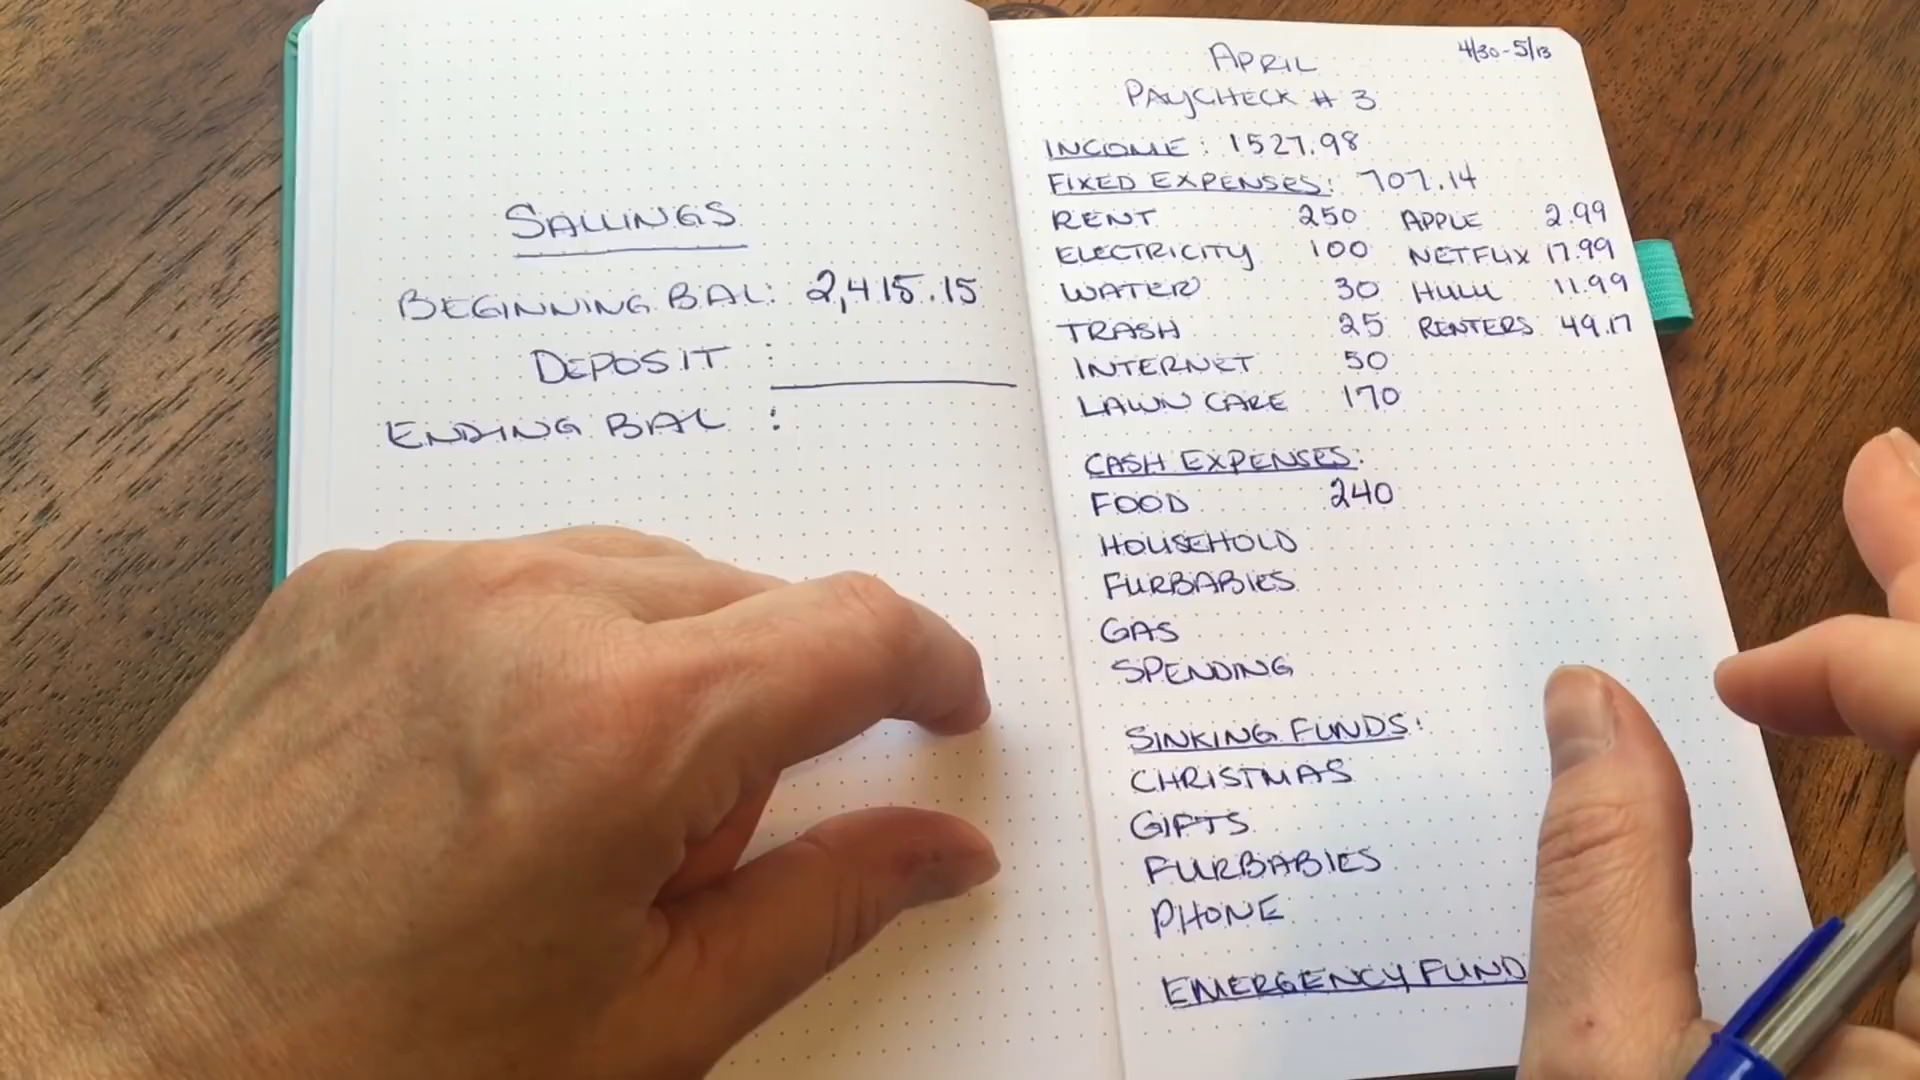 SAVINGS
BEGINNING BAL: 2,415.15
DEPOSIT :
ENDING BAL :
APRIL 4/30-5/13
PAYCHECK # 3
INCOME: 1527.98
FIXED EXPENSES: 707.14
RENT 250 APPLE 2.99
ELECTRICITY 100 NETFLIX 17.99
WATER 30 HULU 11.99
TRASH 25 RENTERS 49.17
INTERNET 50
LAWN CARE 170
CASH EXPENSES:
FOOD 240
HOUSEHOLD
FURBABIES
GAS
SPENDING
SINKING FUNDS:
CHRISTMAS
GIFTS
FURBABIES
PHONE
EMERGENCY FUND